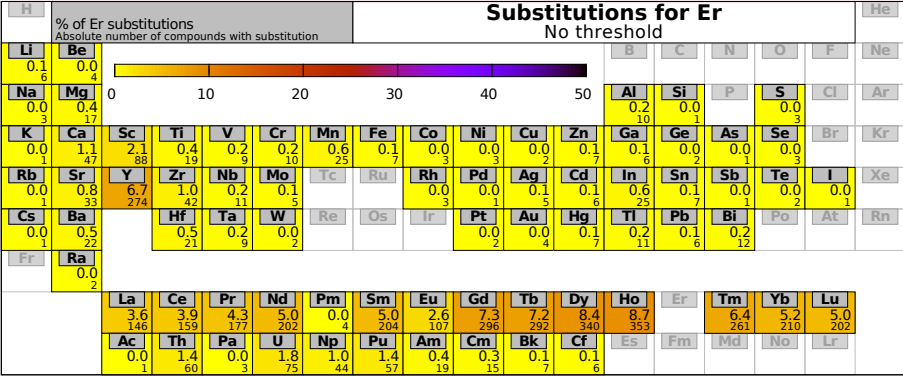 H % of Er substitutions Substitutions for Er He
Absolute number of compounds with substitution No threshold
Li Be B C N O F Ne
0.1 0.0
6 4
0 10 20 30 40 50
Na Mg Al Si P S Cl Ar
0.0 0.4 0.2 0.0 0.0
3 17 10 1 3
K Ca Sc Ti V Cr Mn Fe Co Ni Cu Zn Ga Ge As Se Br Kr
0.0 1.1 2.1 0.4 0.2 0.2 0.6 0.1 0.0 0.0 0.0 0.1 0.1 0.0 0.0 0.0
1 47 88 19 9 10 25 7 3 3 2 7 6 2 1 3
Rb Sr Y Zr Nb Mo Tc Ru Rh Pd Ag Cd In Sn Sb Te I Xe
0.0 0.8 6.7 1.0 0.2 0.1 0.0 0.0 0.1 0.1 0.6 0.1 0.0 0.0 0.0
1 33 274 42 11 5 3 1 5 6 25 7 1 2 1
Cs Ba Hf Ta W Re Os Ir Pt Au Hg Tl Pb Bi Po At Rn
0.0 0.5 0.5 0.2 0.0 0.0 0.0 0.1 0.2 0.1 0.2
1 22 21 9 2 2 4 7 11 6 12
Fr Ra
0.0
2
La Ce Pr Nd Pm Sm Eu Gd Tb Dy Ho Er Tm Yb Lu
3.6 3.9 4.3 5.0 0.0 5.0 2.6 7.3 7.2 8.4 8.7 6.4 5.2 5.0
146 159 177 202 4 204 107 296 292 340 353 261 210 202
Ac Th Pa U Np Pu Am Cm Bk Cf Es Fm Md No Lr
0.0 1.4 0.0 1.8 1.0 1.4 0.4 0.3 0.1 0.1
1 60 3 75 44 57 19 15 7 6